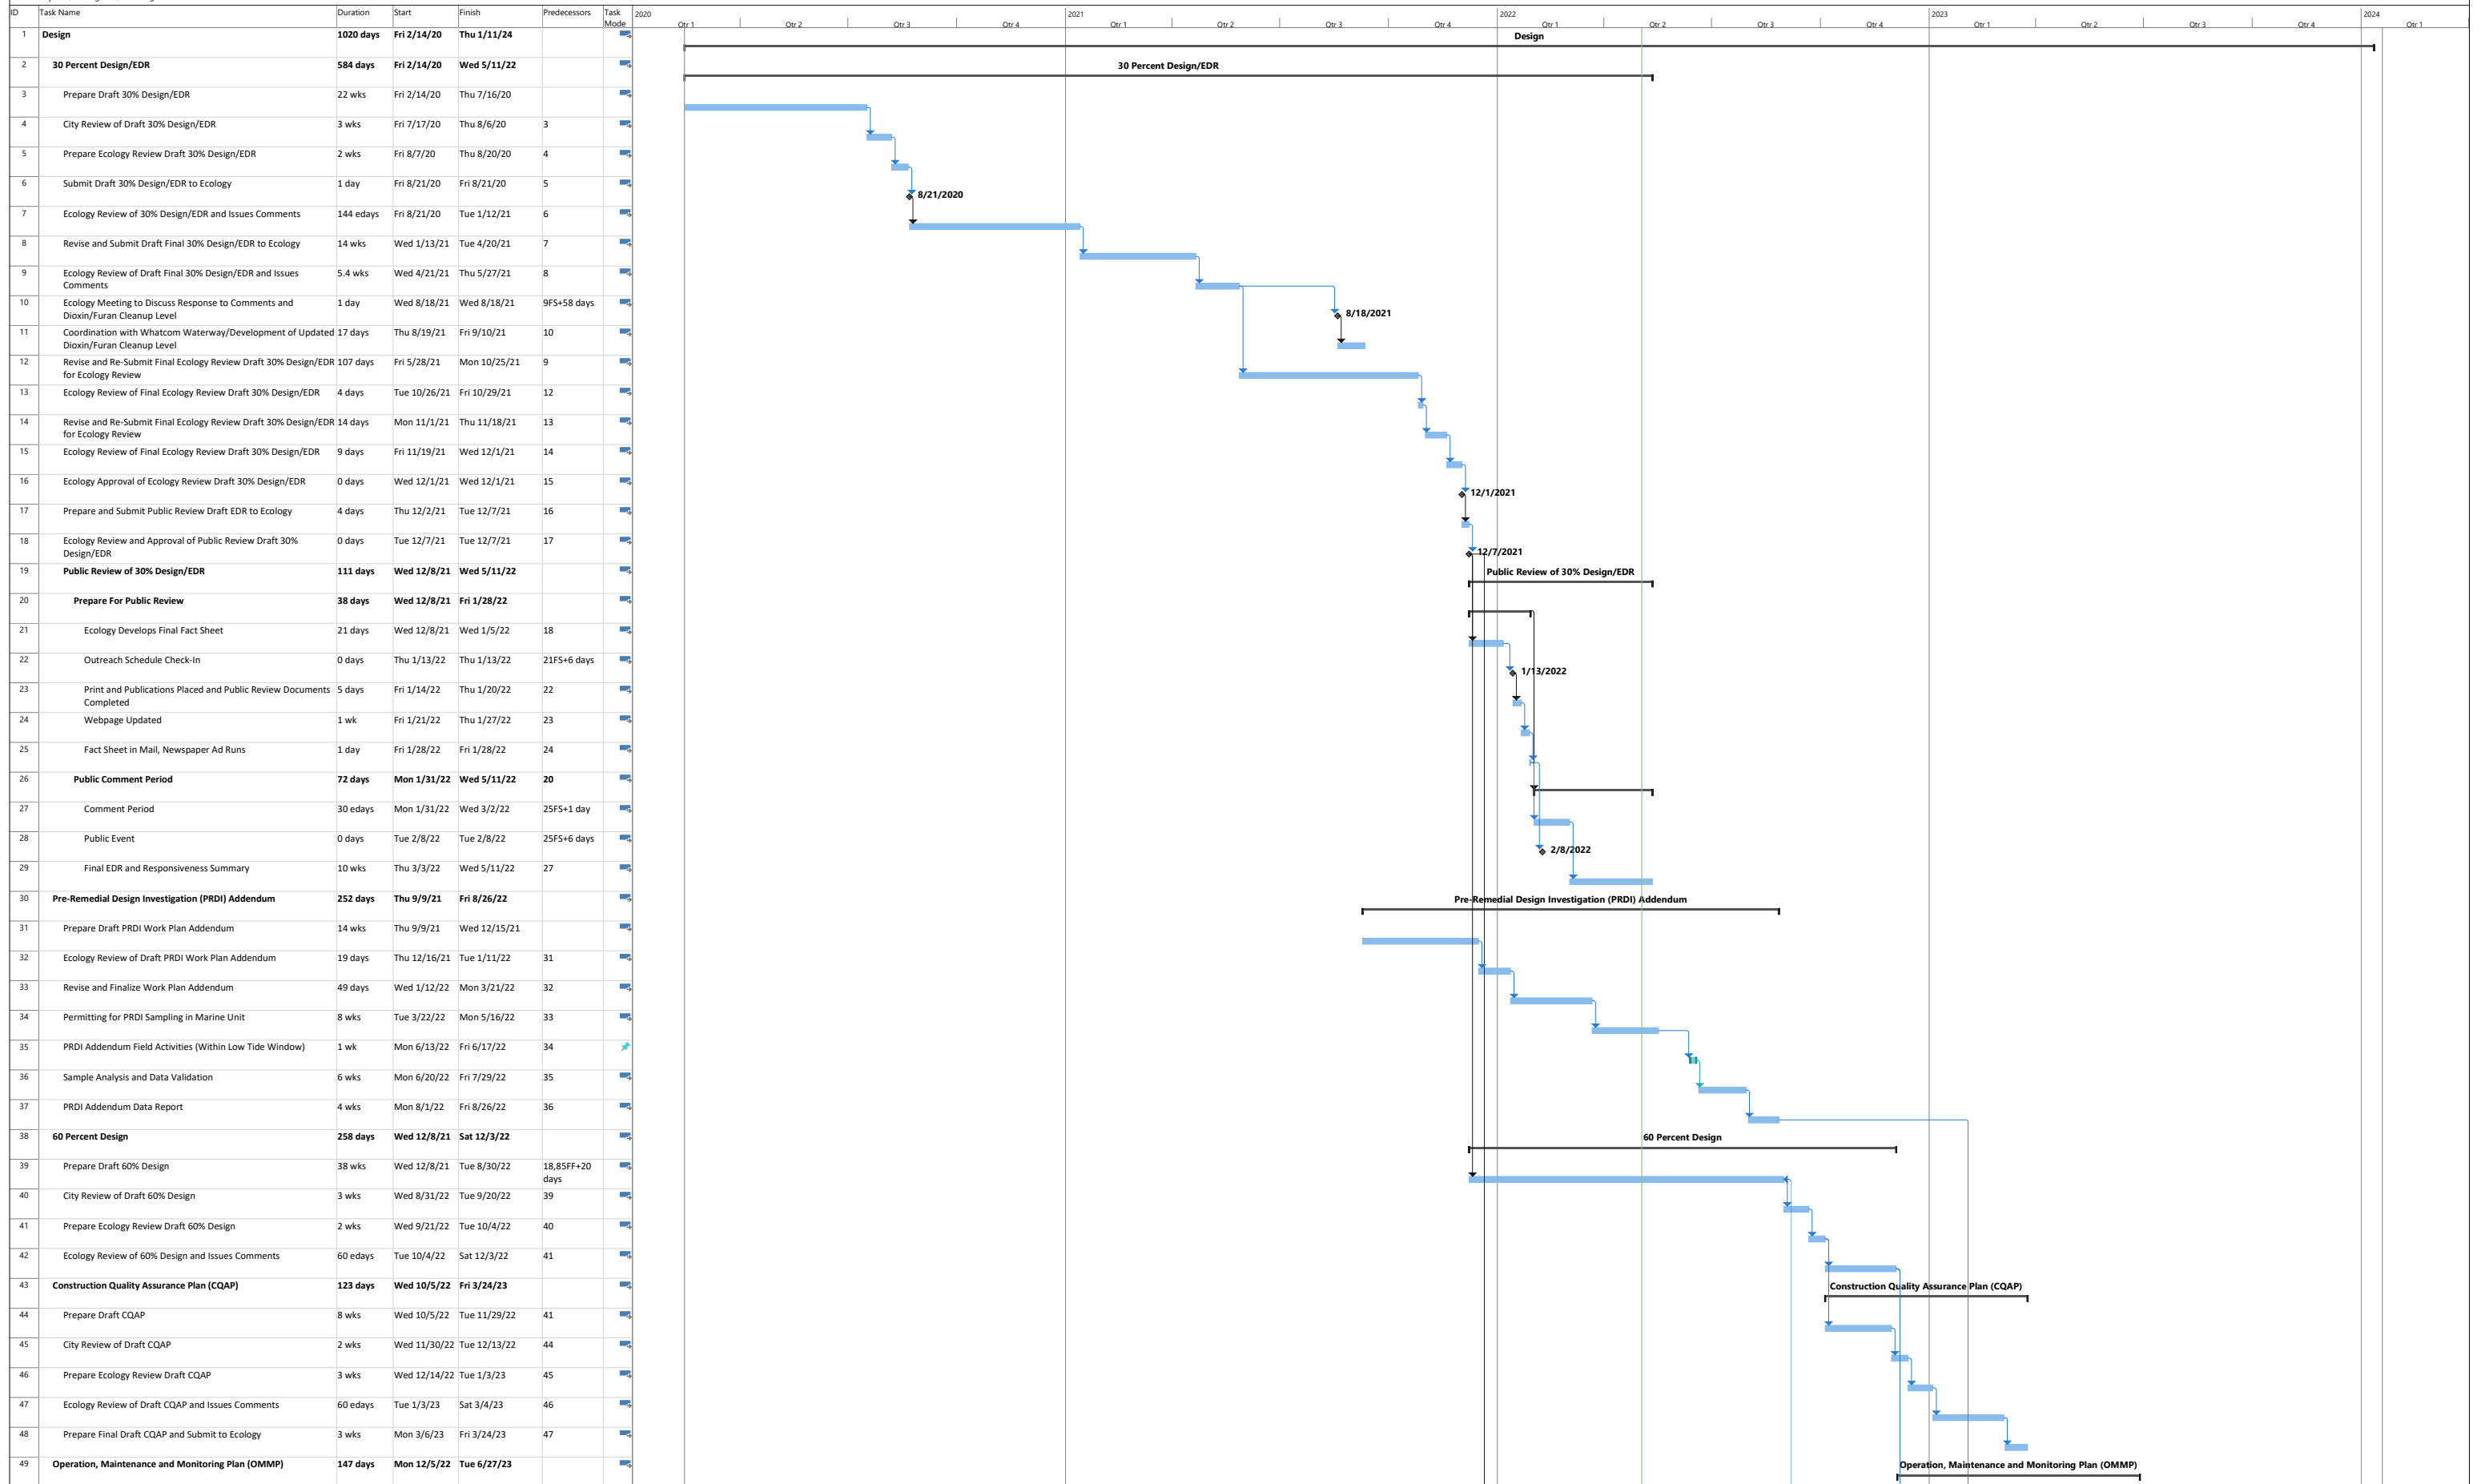 ID Task Name Duration Start Finish Predecessors Task Mode
2020 2021 2022 2023 2024
Qtr 1 Qtr 2 Qtr 3 Qtr 4 Qtr 1 Qtr 2 Qtr 3 Qtr 4 Qtr 1 Qtr 2 Qtr 3 Qtr 4 Qtr 1 Qtr 2 Qtr 3 Qtr 4 Qtr 1
1 Design 1020 days Fri 2/14/20 Thu 1/11/24 Design
2 30 Percent Design/EDR 584 days Fri 2/14/20 Wed 5/11/22 30 Percent Design/EDR
3 Prepare Draft 30% Design/EDR 22 wks Fri 2/14/20 Thu 7/16/20
4 City Review of Draft 30% Design/EDR 3 wks Fri 7/17/20 Thu 8/6/20 3
5 Prepare Ecology Review Draft 30% Design/EDR 2 wks Fri 8/7/20 Thu 8/20/20 4
6 Submit Draft 30% Design/EDR to Ecology 1 day Fri 8/21/20 Fri 8/21/20 5
8/21/2020
7 Ecology Review of 30% Design/EDR and Issues Comments 144 edays Fri 8/21/20 Tue 1/12/21 6
8 Revise and Submit Draft Final 30% Design/EDR to Ecology 14 wks Wed 1/13/21 Tue 4/20/21 7
9 Ecology Review of Draft Final 30% Design/EDR and Issues 5.4 wks Wed 4/21/21 Thu 5/27/21 8
Comments
10 Ecology Meeting to Discuss Response to Comments and 1 day Wed 8/18/21 Wed 8/18/21 9FS+58 days
Dioxin/Furan Cleanup Level 8/18/2021
11 Coordination with Whatcom Waterway/Development of Updated 17 days Thu 8/19/21 Fri 9/10/21 10
Dioxin/Furan Cleanup Level
12 Revise and Re-Submit Final Ecology Review Draft 30% Design/EDR 107 days Fri 5/28/21 Mon 10/25/21 9
for Ecology Review
13 Ecology Review of Final Ecology Review Draft 30% Design/EDR 4 days Tue 10/26/21 Fri 10/29/21 12
14 Revise and Re-Submit Final Ecology Review Draft 30% Design/EDR 14 days Mon 11/1/21 Thu 11/18/21 13
for Ecology Review
15 Ecology Review of Final Ecology Review Draft 30% Design/EDR 9 days Fri 11/19/21 Wed 12/1/21 14
16 Ecology Approval of Ecology Review Draft 30% Design/EDR 0 days Wed 12/1/21 Wed 12/1/21 15
12/1/2021
17 Prepare and Submit Public Review Draft EDR to Ecology 4 days Thu 12/2/21 Tue 12/7/21 16
18 Ecology Review and Approval of Public Review Draft 30% 0 days Tue 12/7/21 Tue 12/7/21 17
Design/EDR 12/7/2021
19 Public Review of 30% Design/EDR 111 days Wed 12/8/21 Wed 5/11/22 Public Review of 30% Design/EDR
20 Prepare For Public Review 38 days Wed 12/8/21 Fri 1/28/22
21 Ecology Develops Final Fact Sheet 21 days Wed 12/8/21 Wed 1/5/22 18
22 Outreach Schedule Check-In 0 days Thu 1/13/22 Thu 1/13/22 21FS+6 days
1/13/2022
23 Print and Publications Placed and Public Review Documents 5 days Fri 1/14/22 Thu 1/20/22 22
Completed
24 Webpage Updated 1 wk Fri 1/21/22 Thu 1/27/22 23
25 Fact Sheet in Mail, Newspaper Ad Runs 1 day Fri 1/28/22 Fri 1/28/22 24
26 Public Comment Period 72 days Mon 1/31/22 Wed 5/11/22 20
27 Comment Period 30 edays Mon 1/31/22 Wed 3/2/22 25FS+1 day
28 Public Event 0 days Tue 2/8/22 Tue 2/8/22 25FS+6 days
2/8/2022
29 Final EDR and Responsiveness Summary 10 wks Thu 3/3/22 Wed 5/11/22 27
30 Pre-Remedial Design Investigation (PRDI) Addendum 252 days Thu 9/9/21 Fri 8/26/22 Pre-Remedial Design Investigation (PRDI) Addendum
31 Prepare Draft PRDI Work Plan Addendum 14 wks Thu 9/9/21 Wed 12/15/21
32 Ecology Review of Draft PRDI Work Plan Addendum 19 days Thu 12/16/21 Tue 1/11/22 31
33 Revise and Finalize Work Plan Addendum 49 days Wed 1/12/22 Mon 3/21/22 32
34 Permitting for PRDI Sampling in Marine Unit 8 wks Tue 3/22/22 Mon 5/16/22 33
35 PRDI Addendum Field Activities (Within Low Tide Window) 1 wk Mon 6/13/22 Fri 6/17/22 34
36 Sample Analysis and Data Validation 6 wks Mon 6/20/22 Fri 7/29/22 35
37 PRDI Addendum Data Report 4 wks Mon 8/1/22 Fri 8/26/22 36
38 60 Percent Design 258 days Wed 12/8/21 Sat 12/3/22 60 Percent Design
39 Prepare Draft 60% Design 38 wks Wed 12/8/21 Tue 8/30/22 18,85FF+20
days
40 City Review of Draft 60% Design 3 wks Wed 8/31/22 Tue 9/20/22 39
41 Prepare Ecology Review Draft 60% Design 2 wks Wed 9/21/22 Tue 10/4/22 40
42 Ecology Review of 60% Design and Issues Comments 60 edays Tue 10/4/22 Sat 12/3/22 41
43 Construction Quality Assurance Plan (CQAP) 123 days Wed 10/5/22 Fri 3/24/23 Construction Quality Assurance Plan (CQAP)
44 Prepare Draft CQAP 8 wks Wed 10/5/22 Tue 11/29/22 41
45 City Review of Draft CQAP 2 wks Wed 11/30/22 Tue 12/13/22 44
46 Prepare Ecology Review Draft CQAP 3 wks Wed 12/14/22 Tue 1/3/23 45
47 Ecology Review of Draft CQAP and Issues Comments 60 edays Tue 1/3/23 Sat 3/4/23 46
48 Prepare Final Draft CQAP and Submit to Ecology 3 wks Mon 3/6/23 Fri 3/24/23 47
49 Operation, Maintenance and Monitoring Plan (OMMP) 147 days Mon 12/5/22 Tue 6/27/23 Operation, Maintenance and Monitoring Plan (OMMP)